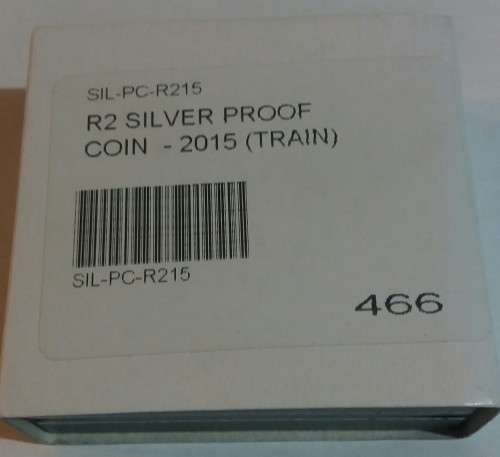 SIL-PC-R215
R2 SILVER PROOF
COIN - 2015 (TRAIN)
SIL-PC-R215
466